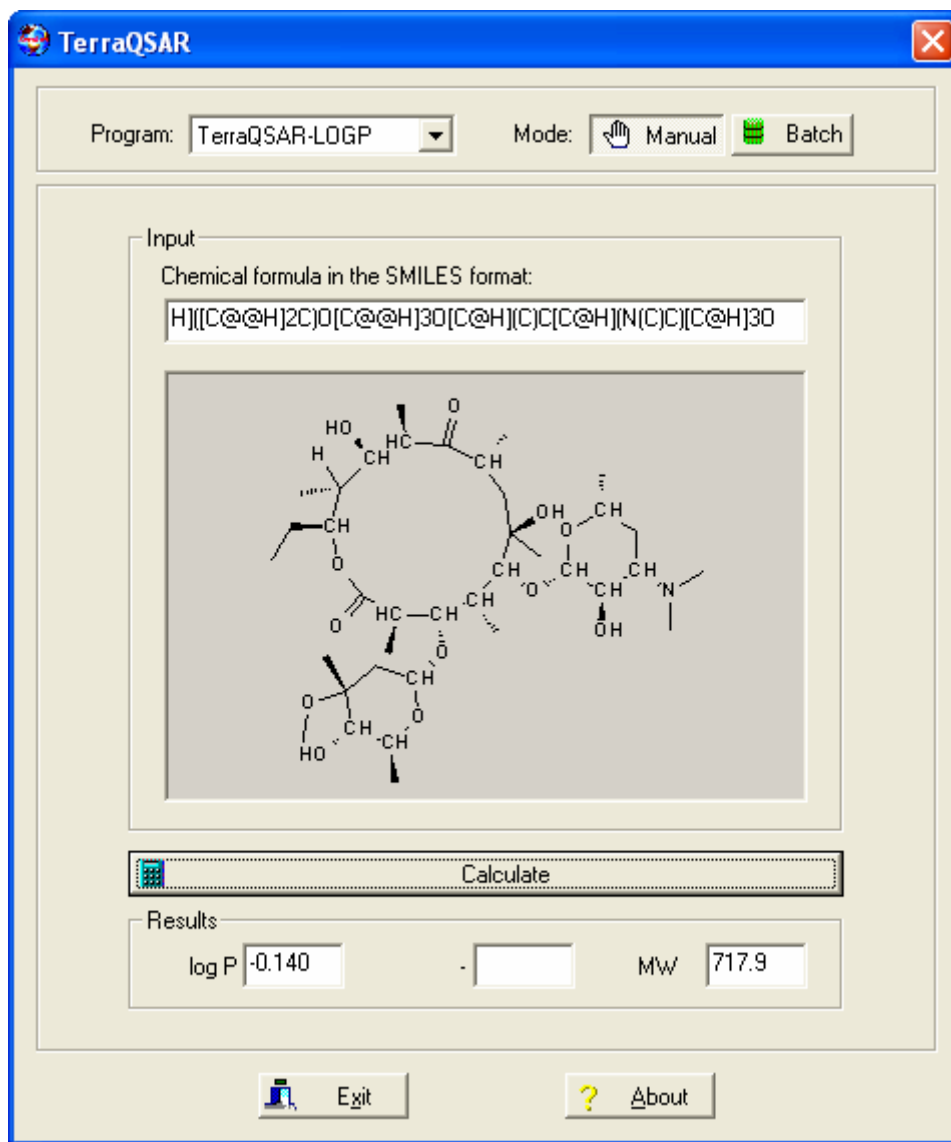 TerraQSAR
Program: TerraQSAR-LOGP Mode: Manual Batch
Input
Chemical formula in the SMILES format:
H]([C@@H]2C)O[C@@H]3O[C@H](C)C[C@@H](N(C)C)[C@H]3O
O
HO HC
H CH CH
OH CH
CH O
O CH CH CH N
O CH O CH
O HC CH OH
O
CH
O O
CH
HO CH
Calculate
Results
log P -0.140 - MW 717.9
Exit About